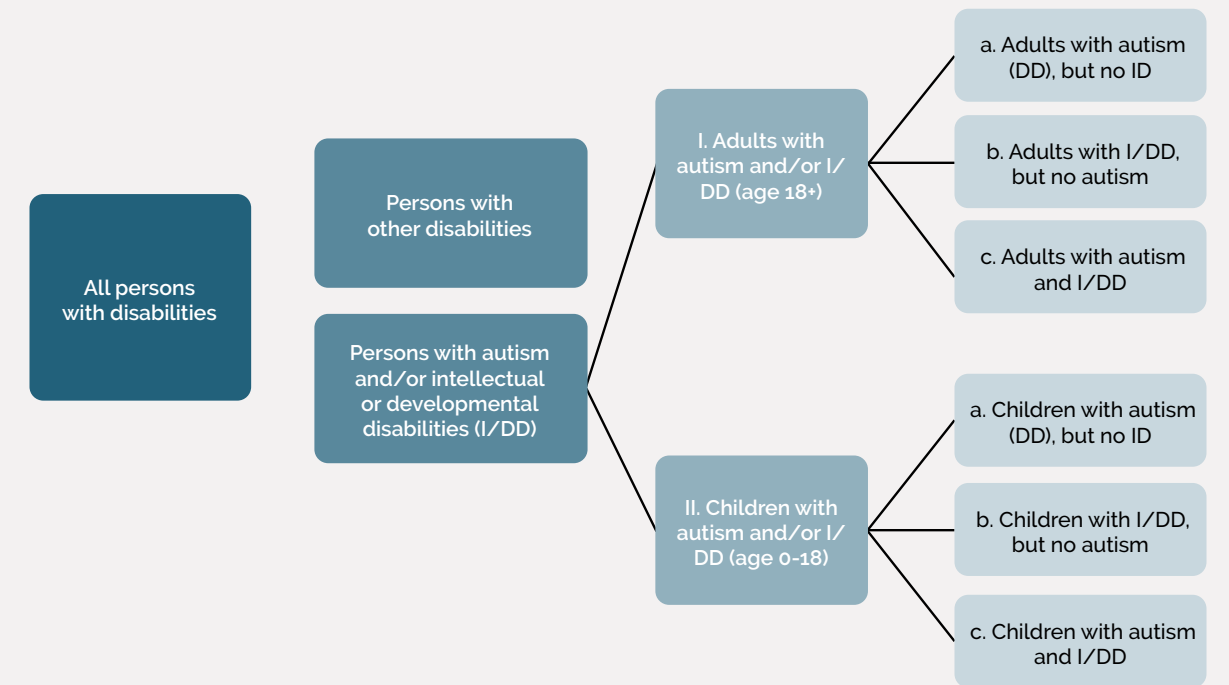 All persons
with disabilities
Persons with
other disabilities
Persons with autism
and/or intellectual
or developmental
disabilities (I/DD)
I. Adults with
autism and/or I/
DD (age 18+)
a. Adults with autism
(DD), but no ID
b. Adults with I/DD,
but no autism
c. Adults with autism
and I/DD
II. Children with
autism and/or I/
DD (age 0-18)
a. Children with autism
(DD), but no ID
b. Children with I/DD,
but no autism
c. Children with autism
and I/DD